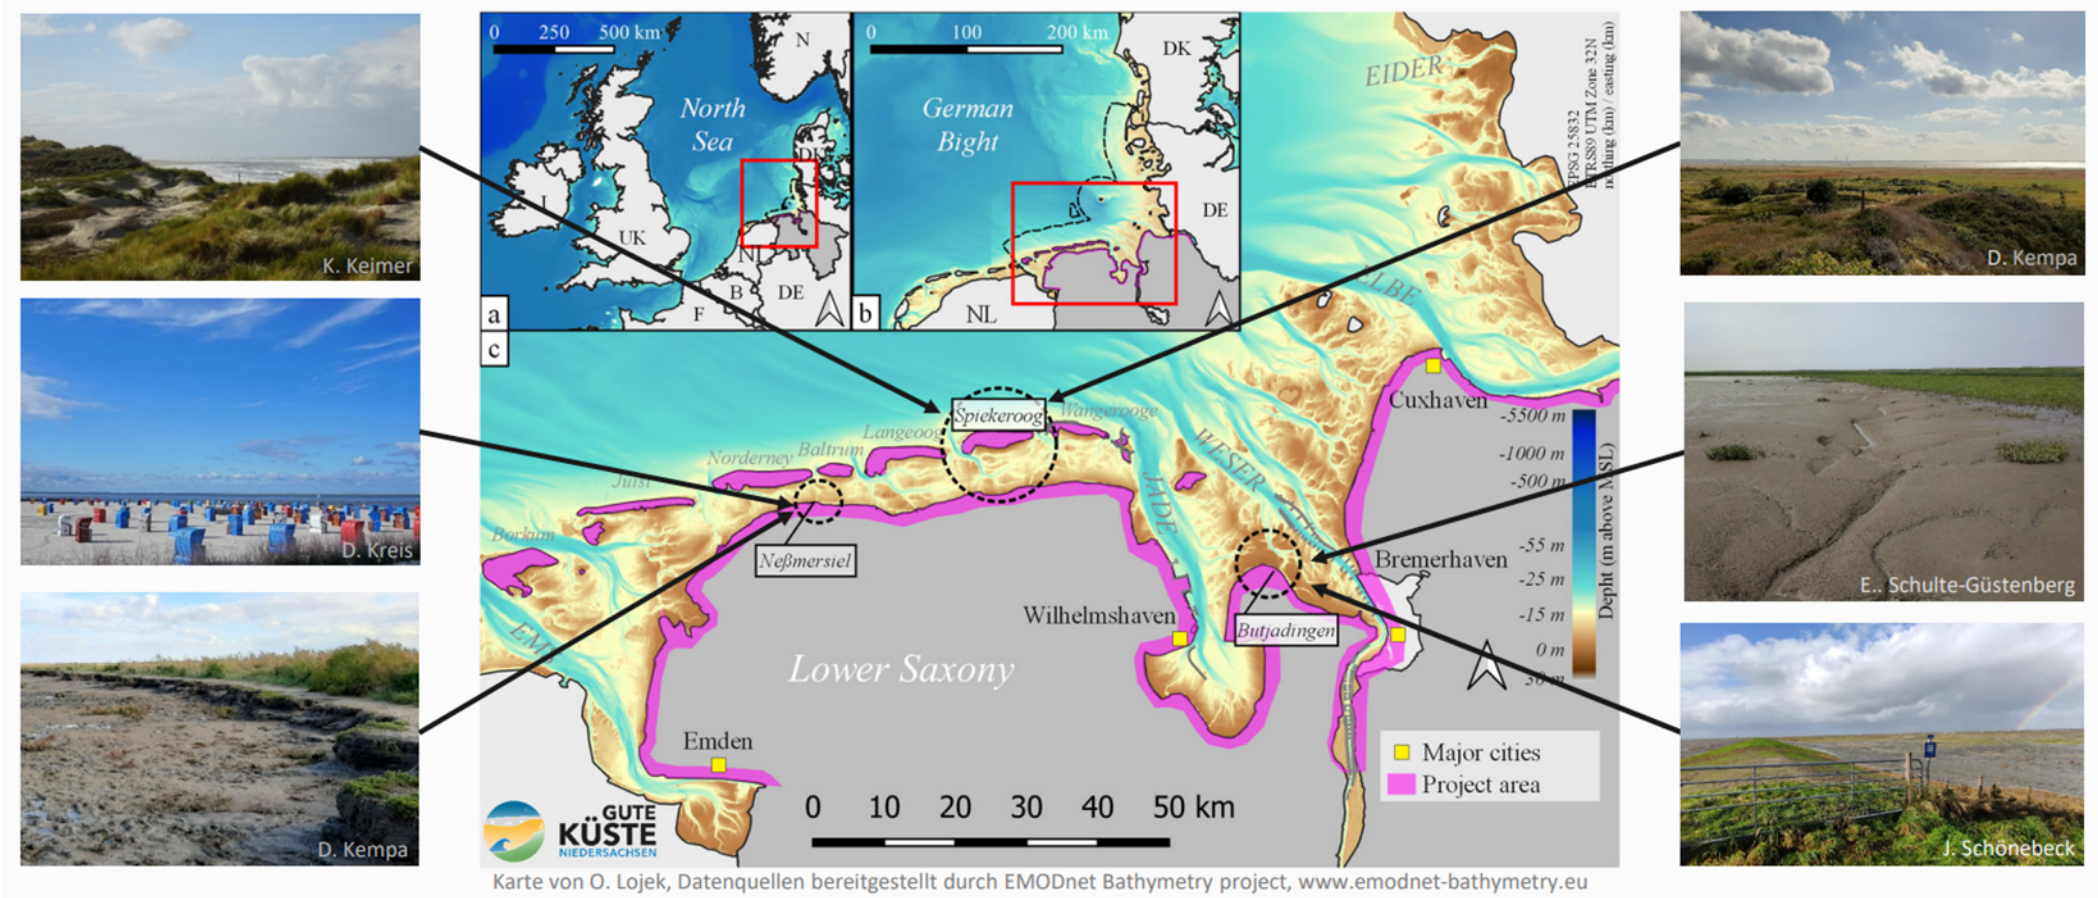 K. Keimer
D. Kreis
D. Kempa
0 250 500 km
N
North
Sea
DK
I
UK
NL
B
DE
F
a
0 100 200 km
DK
German
Bight
DE
NL
b
c
EIDER
EPSG 25832
ETRS89 UTM Zone 32N
northing (km) / easting (km)
ELBE
Cuxhaven
Spiekeroog
Wangerooge
Langeoog
Baltrum
Norderney
Juist
Borkum
Neßmersiel
JADE
WESER
Bremerhaven
Wilhelmshaven
Butjadingen
EMS
Lower Saxony
Emden
-5500 m
-1000 m
-500 m
-55 m
-25 m
-15 m
0 m
30 m
Depht (m above MSL)
Major cities
Project area
0 10 20 30 40 50 km
GUTE
KÜSTE
NIEDERSACHSEN
Karte von O. Lojek, Datenquellen bereitgestellt durch EMODnet Bathymetry project, www.emodnet-bathymetry.eu
D. Kempa
E.. Schulte-Güstenberg
J. Schönebeck